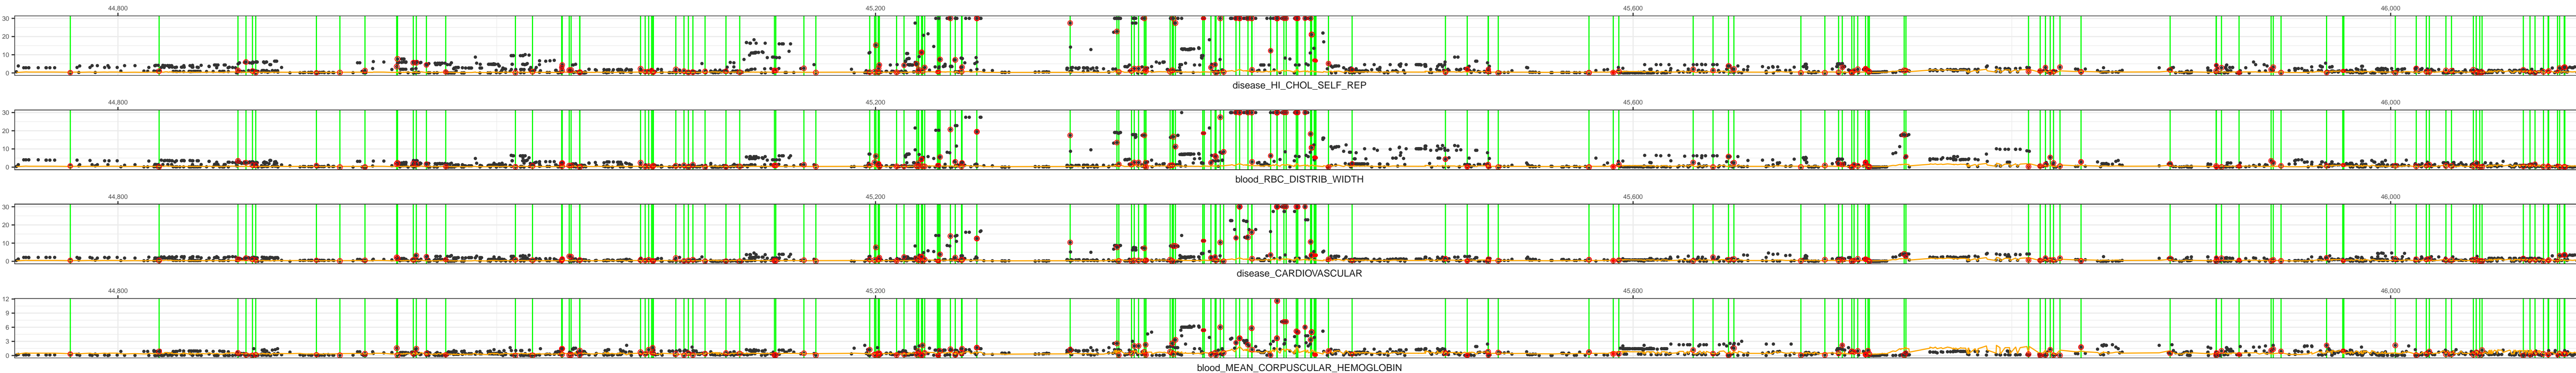 44,800 45,200 45,600 46,000
30
20
10
0
disease_HI_CHOL_SELF_REP
44,800 45,200 45,600 46,000
30
20
10
0
blood_RBC_DISTRIB_WIDTH
44,800 45,200 45,600 46,000
30
20
10
0
disease_CARDIOVASCULAR
44,800 45,200 45,600 46,000
12
9
6
3
0
blood_MEAN_CORPUSCULAR_HEMOGLOBIN